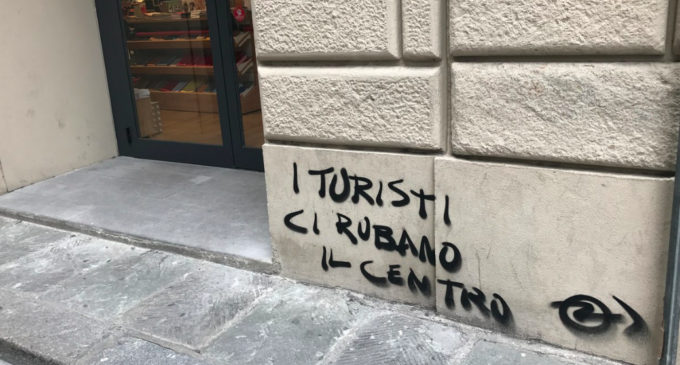 I TURISTI
CI RUBANO
IL CENTRO